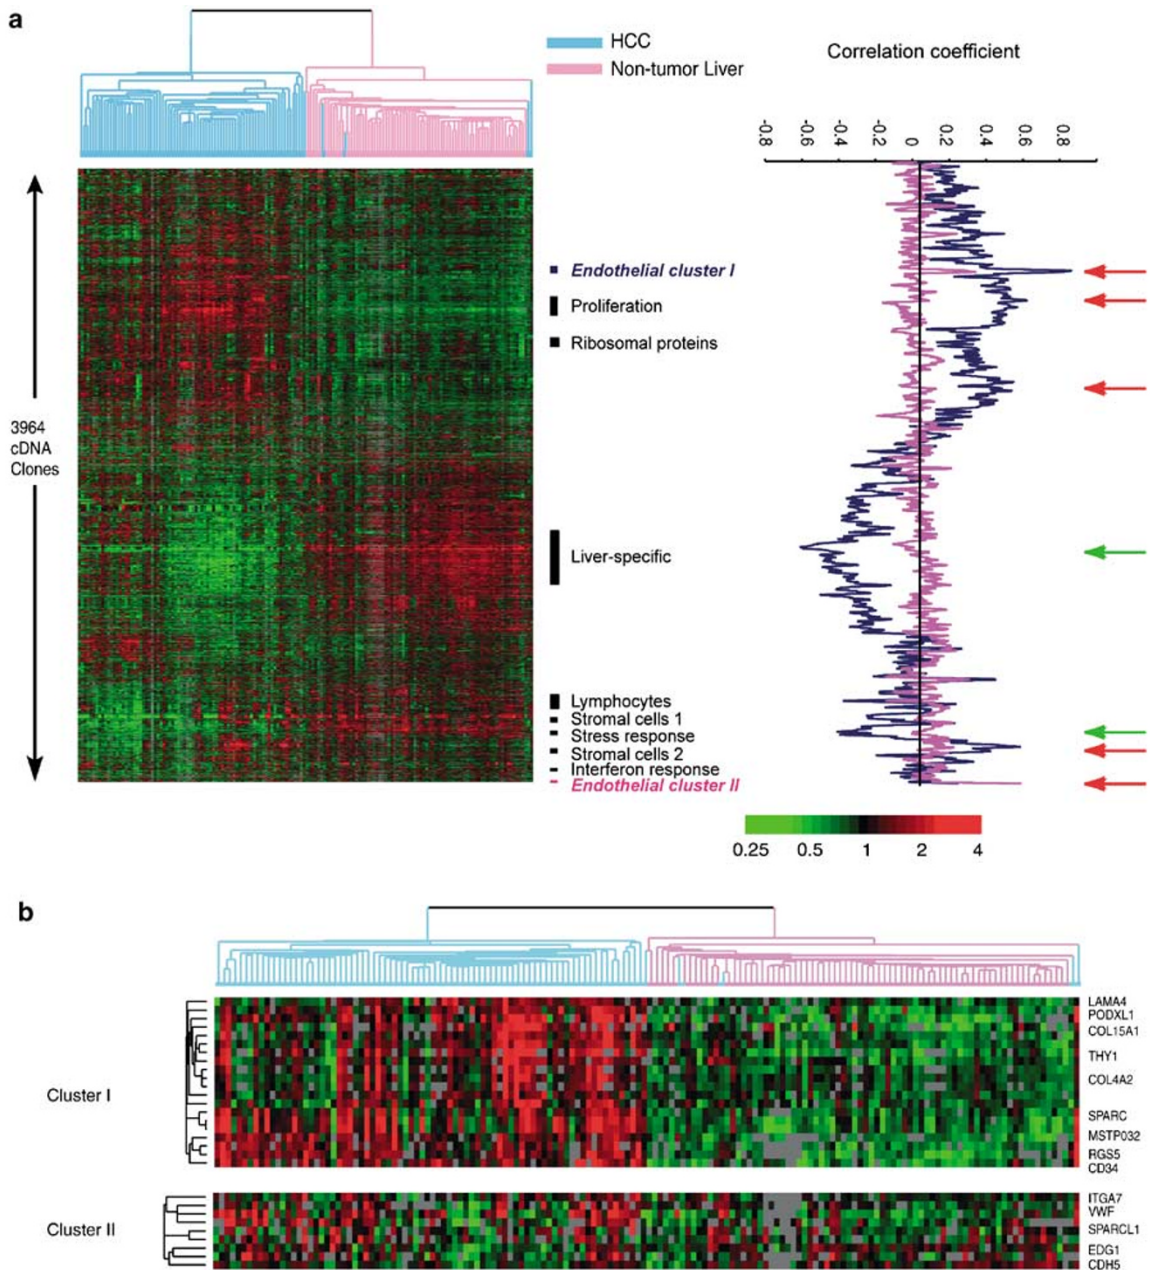 a
HCC
Non-tumor Liver
Correlation coefficient
-0.8
-0.6
-0.4
-0.2
0
0.2
0.4
0.6
0.8
3964
cDNA
Clones
Endothelial cluster I
Proliferation
Ribosomal proteins
Liver-specific
Lymphocytes
Stromal cells 1
Stress response
Stromal cells 2
Interferon response
Endothelial cluster II
0.25 0.5 1 2 4
b
Cluster I
LAMA4
PODXL1
COL15A1
THY1
COL4A2
SPARC
MSTP032
RGS5
CD34
Cluster II
ITGA7
VWF
SPARCL1
EDG1
CDH5